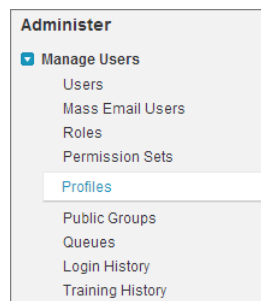 Administer
Manage Users
Users
Mass Email Users
Roles
Permission Sets
Profiles
Public Groups
Queues
Login History
Training History